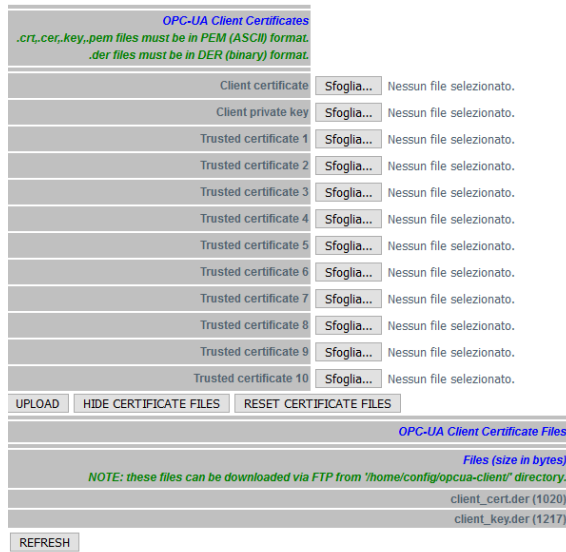 OPC-UA Client Certificates
.crt,.cer,.key,.pem files must be in PEM (ASCII) format.
.der files must be in DER (binary) format.
Client certificate Sfoglia... Nessun file selezionato.
Client private key Sfoglia... Nessun file selezionato.
Trusted certificate 1 Sfoglia... Nessun file selezionato.
Trusted certificate 2 Sfoglia... Nessun file selezionato.
Trusted certificate 3 Sfoglia... Nessun file selezionato.
Trusted certificate 4 Sfoglia... Nessun file selezionato.
Trusted certificate 5 Sfoglia... Nessun file selezionato.
Trusted certificate 6 Sfoglia... Nessun file selezionato.
Trusted certificate 7 Sfoglia... Nessun file selezionato.
Trusted certificate 8 Sfoglia... Nessun file selezionato.
Trusted certificate 9 Sfoglia... Nessun file selezionato.
Trusted certificate 10 Sfoglia... Nessun file selezionato.
UPLOAD HIDE CERTIFICATE FILES RESET CERTIFICATE FILES
OPC-UA Client Certificate Files
Files (size in bytes)
NOTE: these files can be downloaded via FTP from '/home/config/opcua-client/' directory.
client_cert.der (1020)
client_key.der (1217)
REFRESH